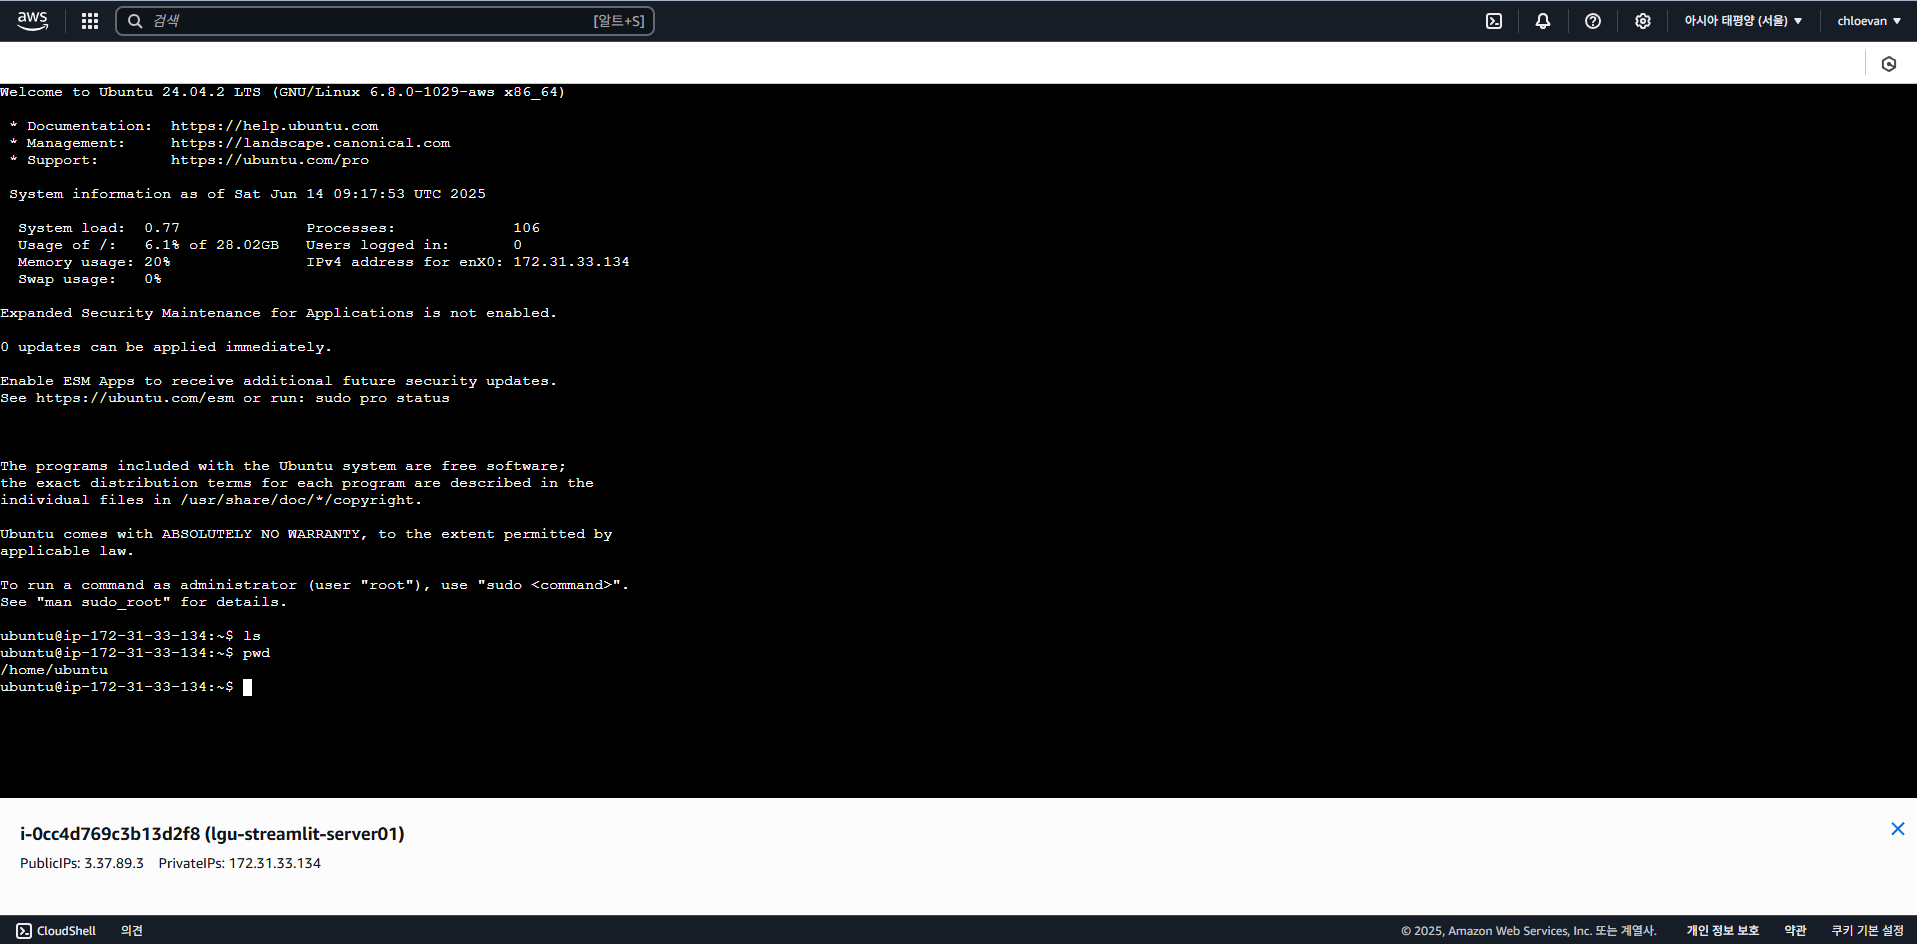 aws
검색 [알트+S] 아시아 태평양 (서울) ▼ chloevan ▼
Welcome to Ubuntu 24.04.2 LTS (GNU/Linux 6.8.0-1029-aws x86_64)
* Documentation: https://help.ubuntu.com
* Management: https://landscape.canonical.com
* Support: https://ubuntu.com/pro
System information as of Sat Jun 14 09:17:53 UTC 2025
System load: 0.77 Processes: 106
Usage of /: 6.1% of 28.02GB Users logged in: 0
Memory usage: 20% IPv4 address for enX0: 172.31.33.134
Swap usage: 0%
Expanded Security Maintenance for Applications is not enabled.
0 updates can be applied immediately.
Enable ESM Apps to receive additional future security updates.
See https://ubuntu.com/esm or run: sudo pro status
The programs included with the Ubuntu system are free software;
the exact distribution terms for each program are described in the
individual files in /usr/share/doc/*/copyright.
Ubuntu comes with ABSOLUTELY NO WARRANTY, to the extent permitted by
applicable law.
To run a command as administrator (user "root"), use "sudo <command>".
See "man sudo_root" for details.
ubuntu@ip-172-31-33-134:~$ ls
ubuntu@ip-172-31-33-134:~$ pwd
/home/ubuntu
ubuntu@ip-172-31-33-134:~$
i-0cc4d769c3b13d2f8 (lgu-streamlit-server01)
PublicIPs: 3.37.89.3 PrivateIPs: 172.31.33.134
CloudShell 의견 © 2025, Amazon Web Services, Inc. 또는 계열사. 개인 정보 보호 약관 쿠키 기본 설정